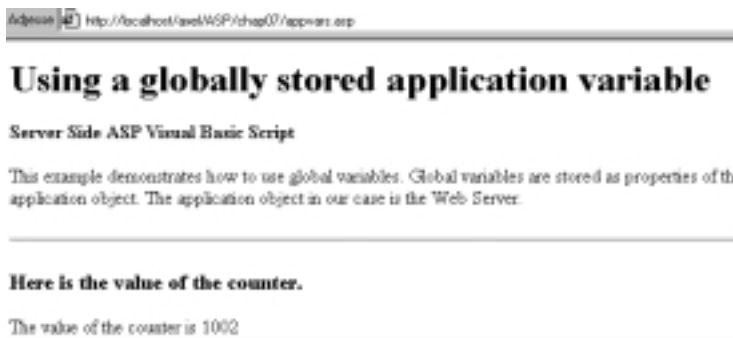 Adresse http://localhost/axel/ASP/chap07/appvars.asp
Using a globally stored application variable
Server Side ASP Visual Basic Script
This example demonstrates how to use global variables. Global variables are stored as properties of th
application object. The application object in our case is the Web Server.
Here is the value of the counter.
The value of the counter is 1002